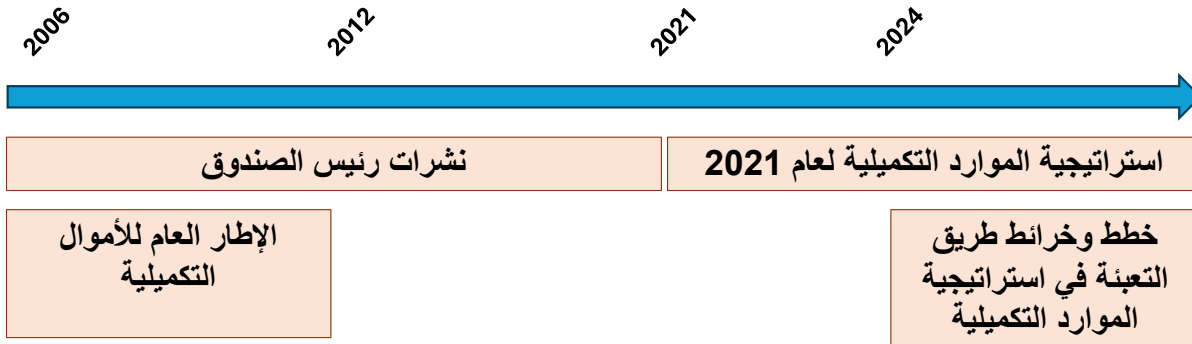 2006
2012
2021
2024
نشرات رئيس الصندوق
استراتيجية الموارد التكميلية لعام 2021
الإطار العام للأموال
التكميلية
خطط وخرائط طريق
التعبئة في استراتيجية
الموارد التكميلية